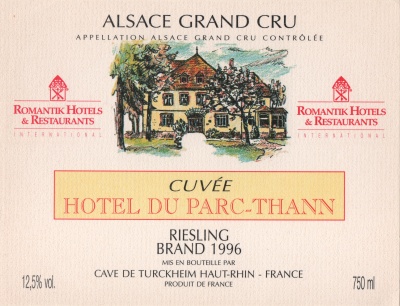 ALSACE GRAND CRU
APPELLATION ALSACE GRAND CRU CONTRÔLÉE
ROMANTIK HOTELS
& RESTAURANTS
INTERNATIONAL
ROMANTIK HOTELS
& RESTAURANTS
INTERNATIONAL
CUVÉE
HOTEL DU PARC-THANN
RIESLING
BRAND 1996
MIS EN BOUTEILLE PAR
12,5% vol.
CAVE DE TURCKHEIM HAUT-RHIN - FRANCE
750 ml
PRODUIT DE FRANCE